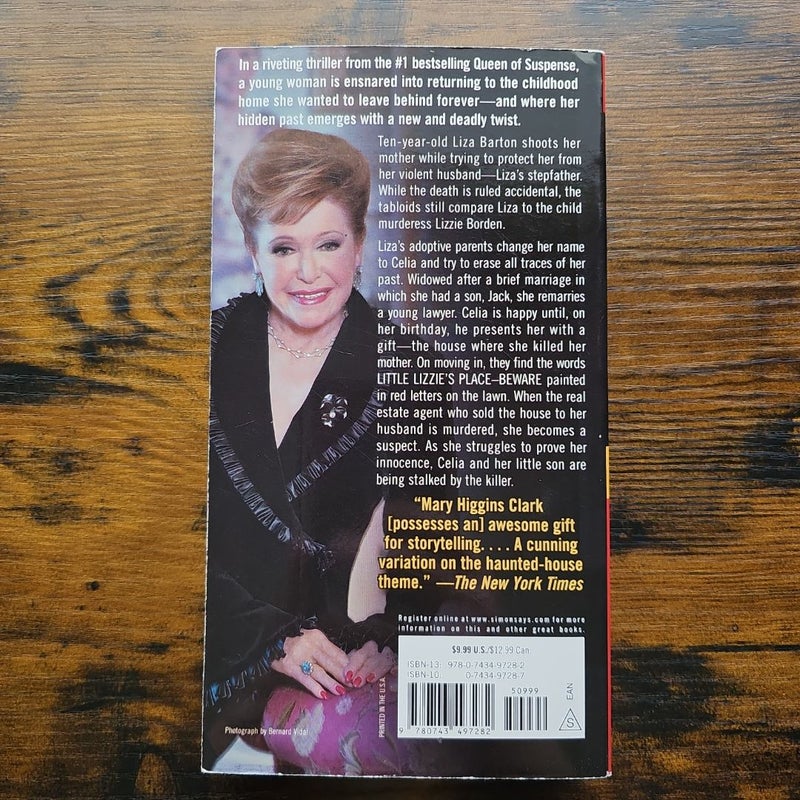 In a riveting thriller from the #1 bestselling Queen of Suspense,
a young woman is ensnared into returning to the childhood
home she wanted to leave behind forever—and where her
hidden past emerges with a new and deadly twist.
Ten-year-old Liza Barton shoots her
mother while trying to protect her from
her violent husband—Liza's stepfather.
While the death is ruled accidental, the
tabloids still compare Liza to the child
murderess Lizzie Borden.
Liza's adoptive parents change her name
to Celia and try to erase all traces of her
past. Widowed after a brief marriage in
which she had a son, Jack, she remarries
a young lawyer. Celia is happy until, on
her birthday, he presents her with a
gift—the house where she killed her
mother. On moving in, they find the words
LITTLE LIZZIE'S PLACE–BEWARE painted
in red letters on the lawn. When the real
estate agent who sold the house to her
husband is murdered, she becomes a
suspect. As she struggles to prove her
innocence, Celia and her little son are
being stalked by the killer.
"Mary Higgins Clark
[possesses an] awesome gift
for storytelling. . . . A cunning
variation on the haunted-house
theme." —The New York Times
Register online at www.simonsays.com for more
information on this and other great books.
$9.99 U.S./$12.99 Can.
ISBN-13: 978-0-7434-9728-2
ISBN-10: 0-7434-9728-7
50999
9 780743 497282
S
EAN
PRINTED IN THE U.S.A.
Photograph by Bernard Vidal